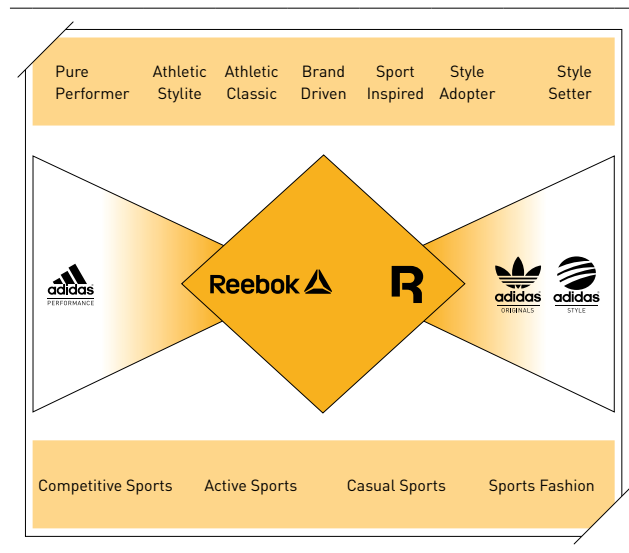 Pure Athletic Athletic Brand Sport Style Style
Performer Stylite Classic Driven Inspired Adopter Setter
Reebok R
adidas adidas adidas
PERFORMANCE ORIGINALS STYLE
Competitive Sports Active Sports Casual Sports Sports Fashion